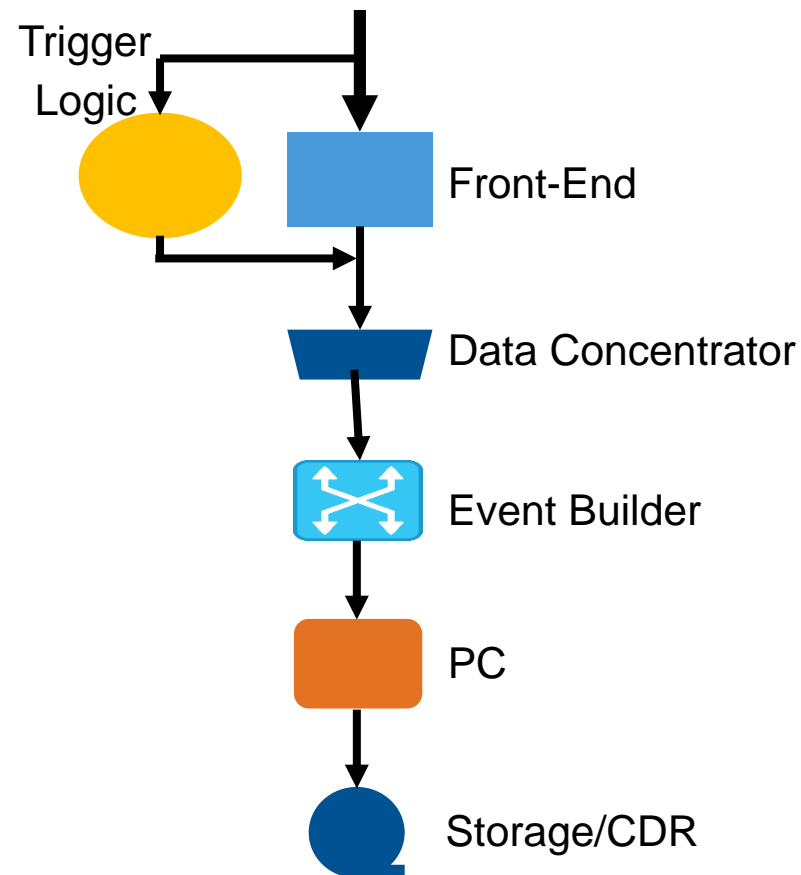 Trigger
Logic
Front-End
Data Concentrator
Event Builder
PC
Storage/CDR